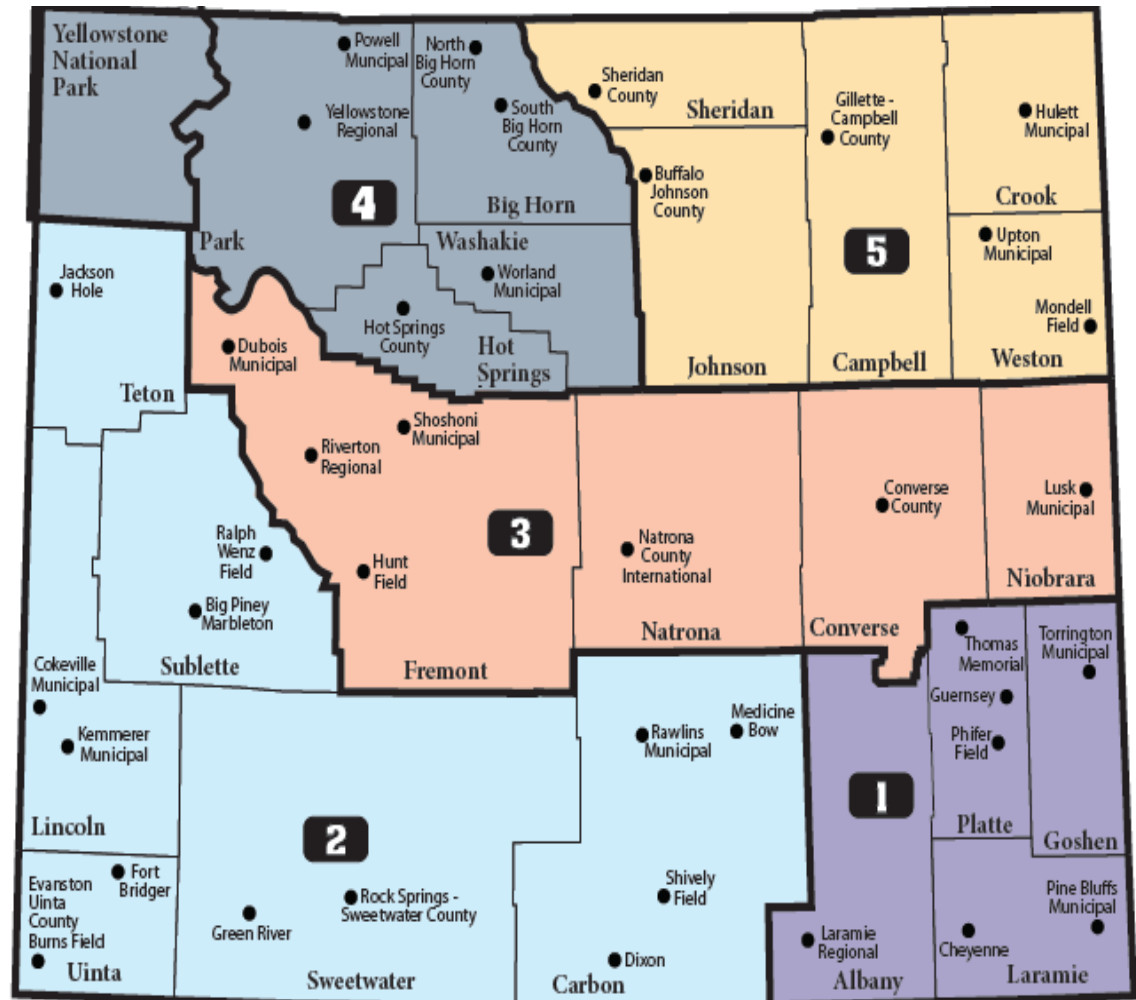 Yellowstone
National
Park
Powell
Muncipal
North
Big Horn
County
Yellowstone
Regional
South
Big Horn
County
4
Big Horn
Park
Washakie
Worland
Municipal
Hot Springs
County
Hot
Springs
Sheridan
County
Sheridan
Gillette -
Campbell
County
Hulett
Muncipal
Buffalo
Johnson
County
Crook
5
Upton
Municipal
Mondell
Field
Johnson
Campbell
Weston
Jackson
Hole
Teton
Dubois
Municipal
Shoshoni
Municipal
Riverton
Regional
Converse
County
Lusk
Municipal
3
Ralph
Wenz
Field
Hunt
Field
Natrona
County
International
Niobrara
Big Piney
Marbleton
Sublette
Fremont
Natrona
Converse
Cokeville
Municipal
Kemmerer
Municipal
Lincoln
Rawlins
Municipal
Medicine
Bow
Thomas
Memorial
Torrington
Municipal
Guernsey
Phifer
Field
1
Platte
Goshen
2
Evanston
Uinta
County
Burns Field
Fort
Bridger
Uinta
Green River
Rock Springs -
Sweetwater County
Sweetwater
Shively
Field
Dixon
Carbon
Laramie
Regional
Albany
Cheyenne
Pine Bluffs
Municipal
Laramie